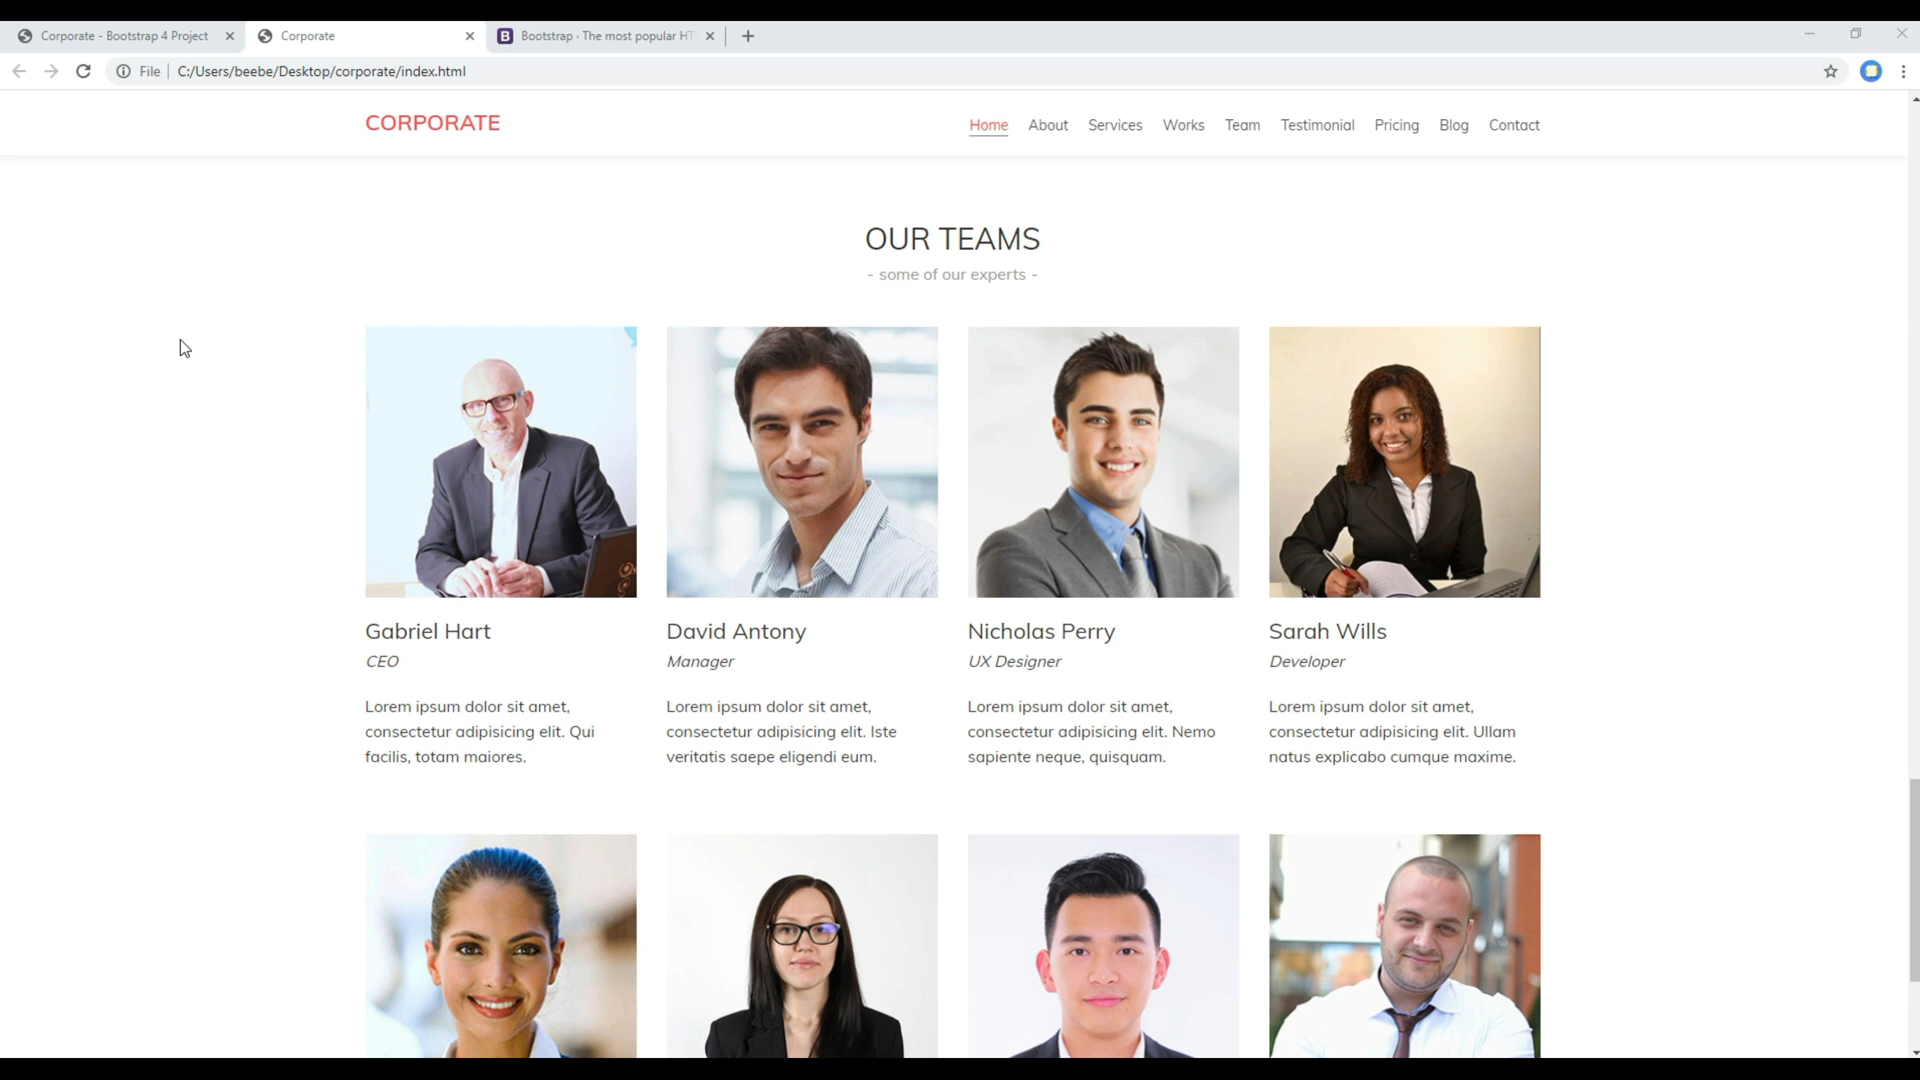 Corporate - Bootstrap 4 Project
Corporate
B
Bootstrap · The most popular HT
File
C:/Users/beebe/Desktop/corporate/index.html
CORPORATE
Home About Services Works Team Testimonial Pricing Blog Contact
OUR TEAMS
- some of our experts -
Gabriel Hart
CEO
Lorem ipsum dolor sit amet,
consectetur adipisicing elit. Qui
facilis, totam maiores.
David Antony
Manager
Lorem ipsum dolor sit amet,
consectetur adipisicing elit. Iste
veritatis saepe eligendi eum.
Nicholas Perry
UX Designer
Lorem ipsum dolor sit amet,
consectetur adipisicing elit. Nemo
sapiente neque, quisquam.
Sarah Wills
Developer
Lorem ipsum dolor sit amet,
consectetur adipisicing elit. Ullam
natus explicabo cumque maxime.